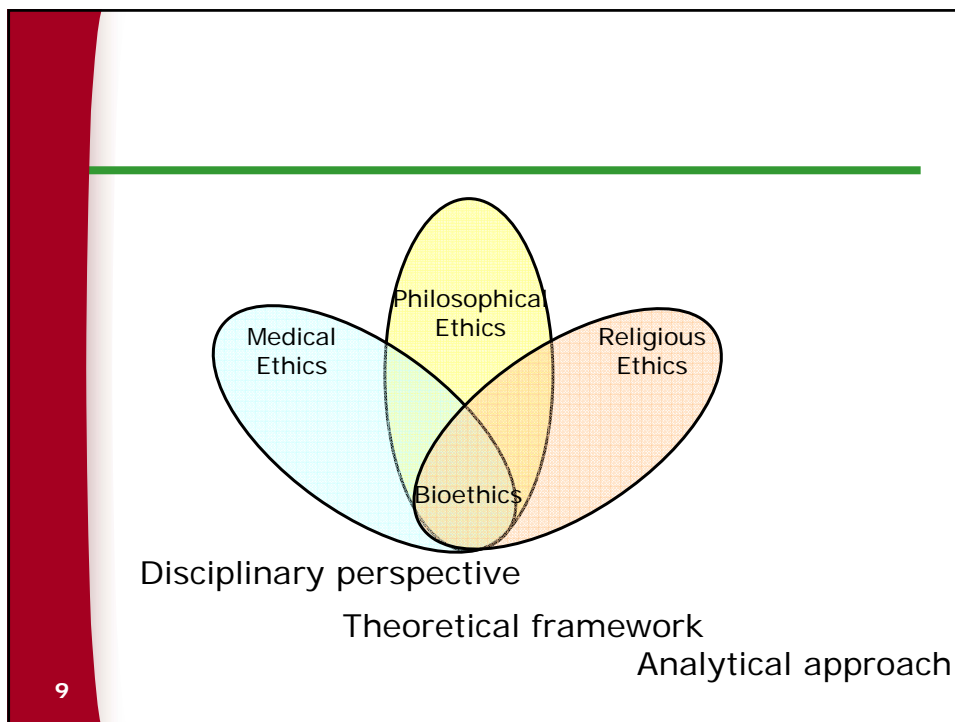 Philosophical
Ethics
Medical
Ethics
Religious
Ethics
Bioethics
Disciplinary perspective
Theoretical framework
Analytical approach
9